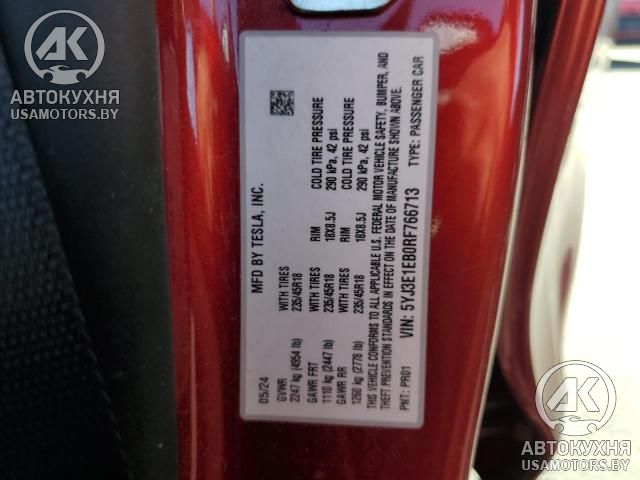 AK
АВТОКУХНЯ
USAMOTORS.BY
MFD BY TESLA, INC.
05/24
GVWR
2247 kg (4954 lb)
GAWR FRT WITH TIRES RIM COLD TIRE PRESSURE
1110 kg (2447 lb) 235/45R18 18X8.5J 290 kPa, 42 psi
GAWR RR WITH TIRES RIM COLD TIRE PRESSURE
1260 kg (2778 lb) 235/45R18 18X8.5J 290 kPa, 42 psi
THIS VEHICLE CONFORMS TO ALL APPLICABLE U.S. FEDERAL MOTOR VEHICLE SAFETY, BUMPER, AND
THEFT PREVENTION STANDARDS IN EFFECT ON THE DATE OF MANUFACTURE SHOWN ABOVE.
PNT: PR01 VIN: 5YJ3E1EB0RF766713 TYPE: PASSENGER CAR
AK
АВТОКУХНЯ
USAMOTORS.BY